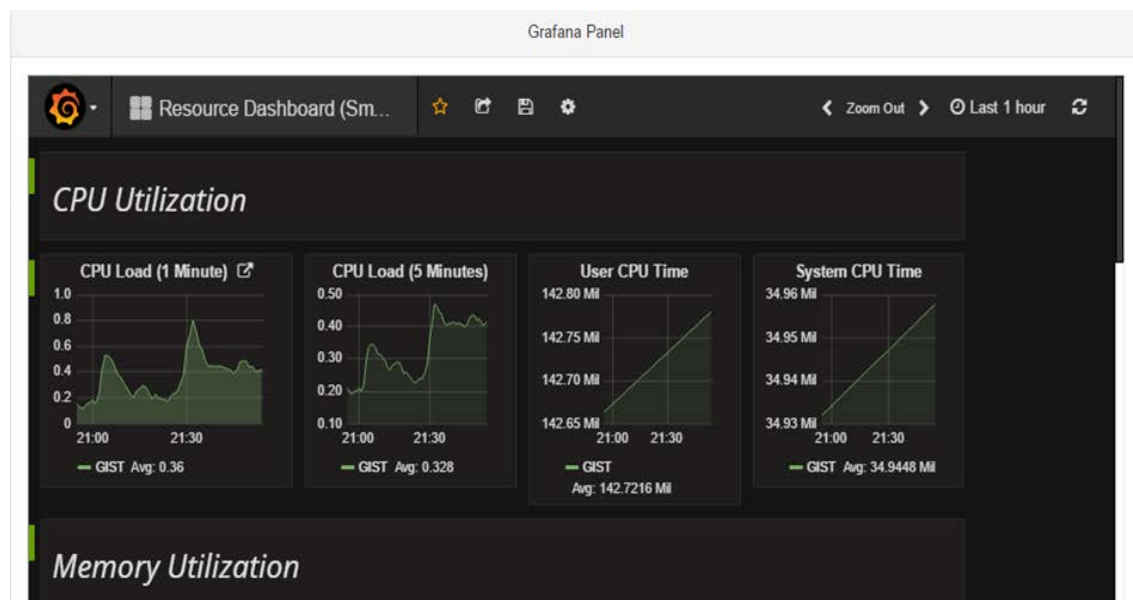 Grafana Panel
Resource Dashboard (Sm...
Zoom Out
Last 1 hour
CPU Utilization
CPU Load (1 Minute)
1.0
0.8
0.6
0.4
0.2
0
21:00 21:30
GIST Avg: 0.36
CPU Load (5 Minutes)
0.50
0.40
0.30
0.20
0.10
21:00 21:30
GIST Avg: 0.328
User CPU Time
142.80 Mil
142.75 Mil
142.70 Mil
142.65 Mil
21:00 21:30
GIST
Avg: 142.7216 Mil
System CPU Time
34.96 Mil
34.95 Mil
34.94 Mil
34.93 Mil
21:00 21:30
GIST Avg: 34.9448 Mil
Memory Utilization